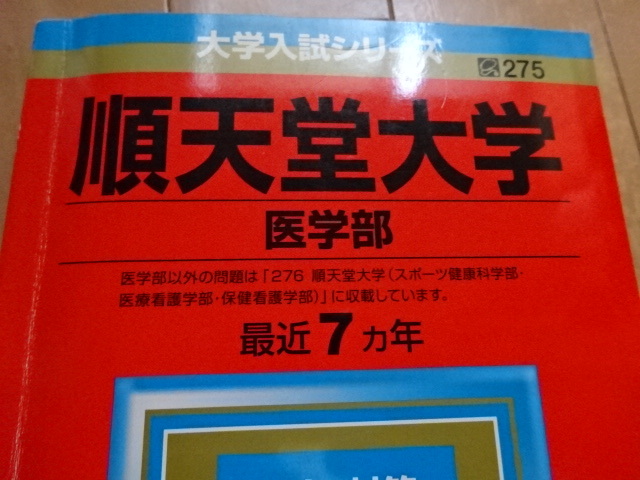 大学入試シリーズ
275
順天堂大学
医学部
医学部以外の問題は「276 順天堂大学(スポーツ健康科学部・
医療看護学部・保健看護学部)」に収載しています。
最近7カ年